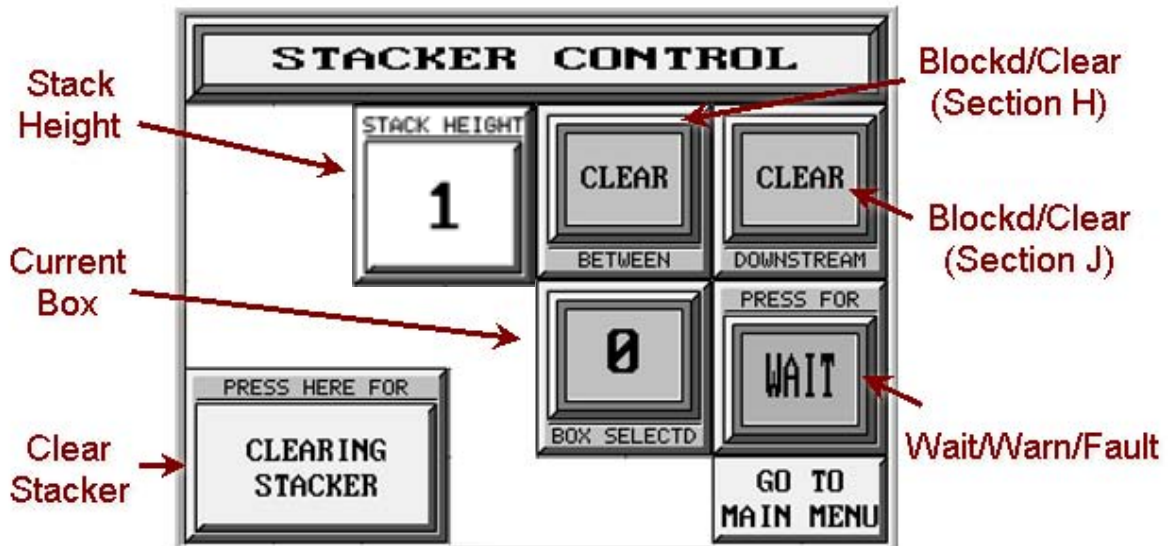 STACKER CONTROL
Stack
Height
STACK HEIGHT
1
CLEAR
BETWEEN
CLEAR
DOWNSTREAM
Blockd/Clear
(Section H)
Blockd/Clear
(Section J)
Current
Box
0
BOX SELECTD
PRESS FOR
WAIT
Wait/Warn/Fault
Clear
Stacker
PRESS HERE FOR
CLEARING
STACKER
GO TO
MAIN MENU